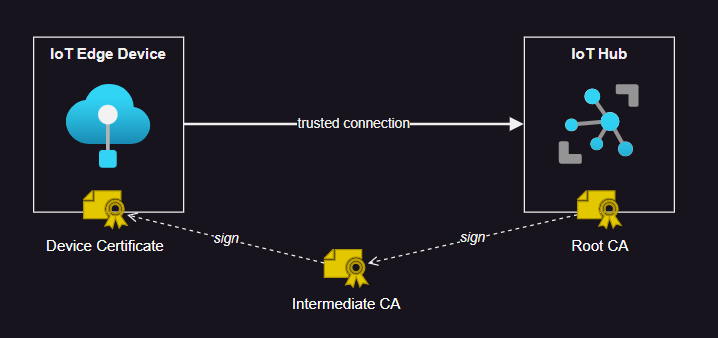 IoT Edge Device
IoT Hub
trusted connection
Device Certificate
sign
sign
Root CA
Intermediate CA